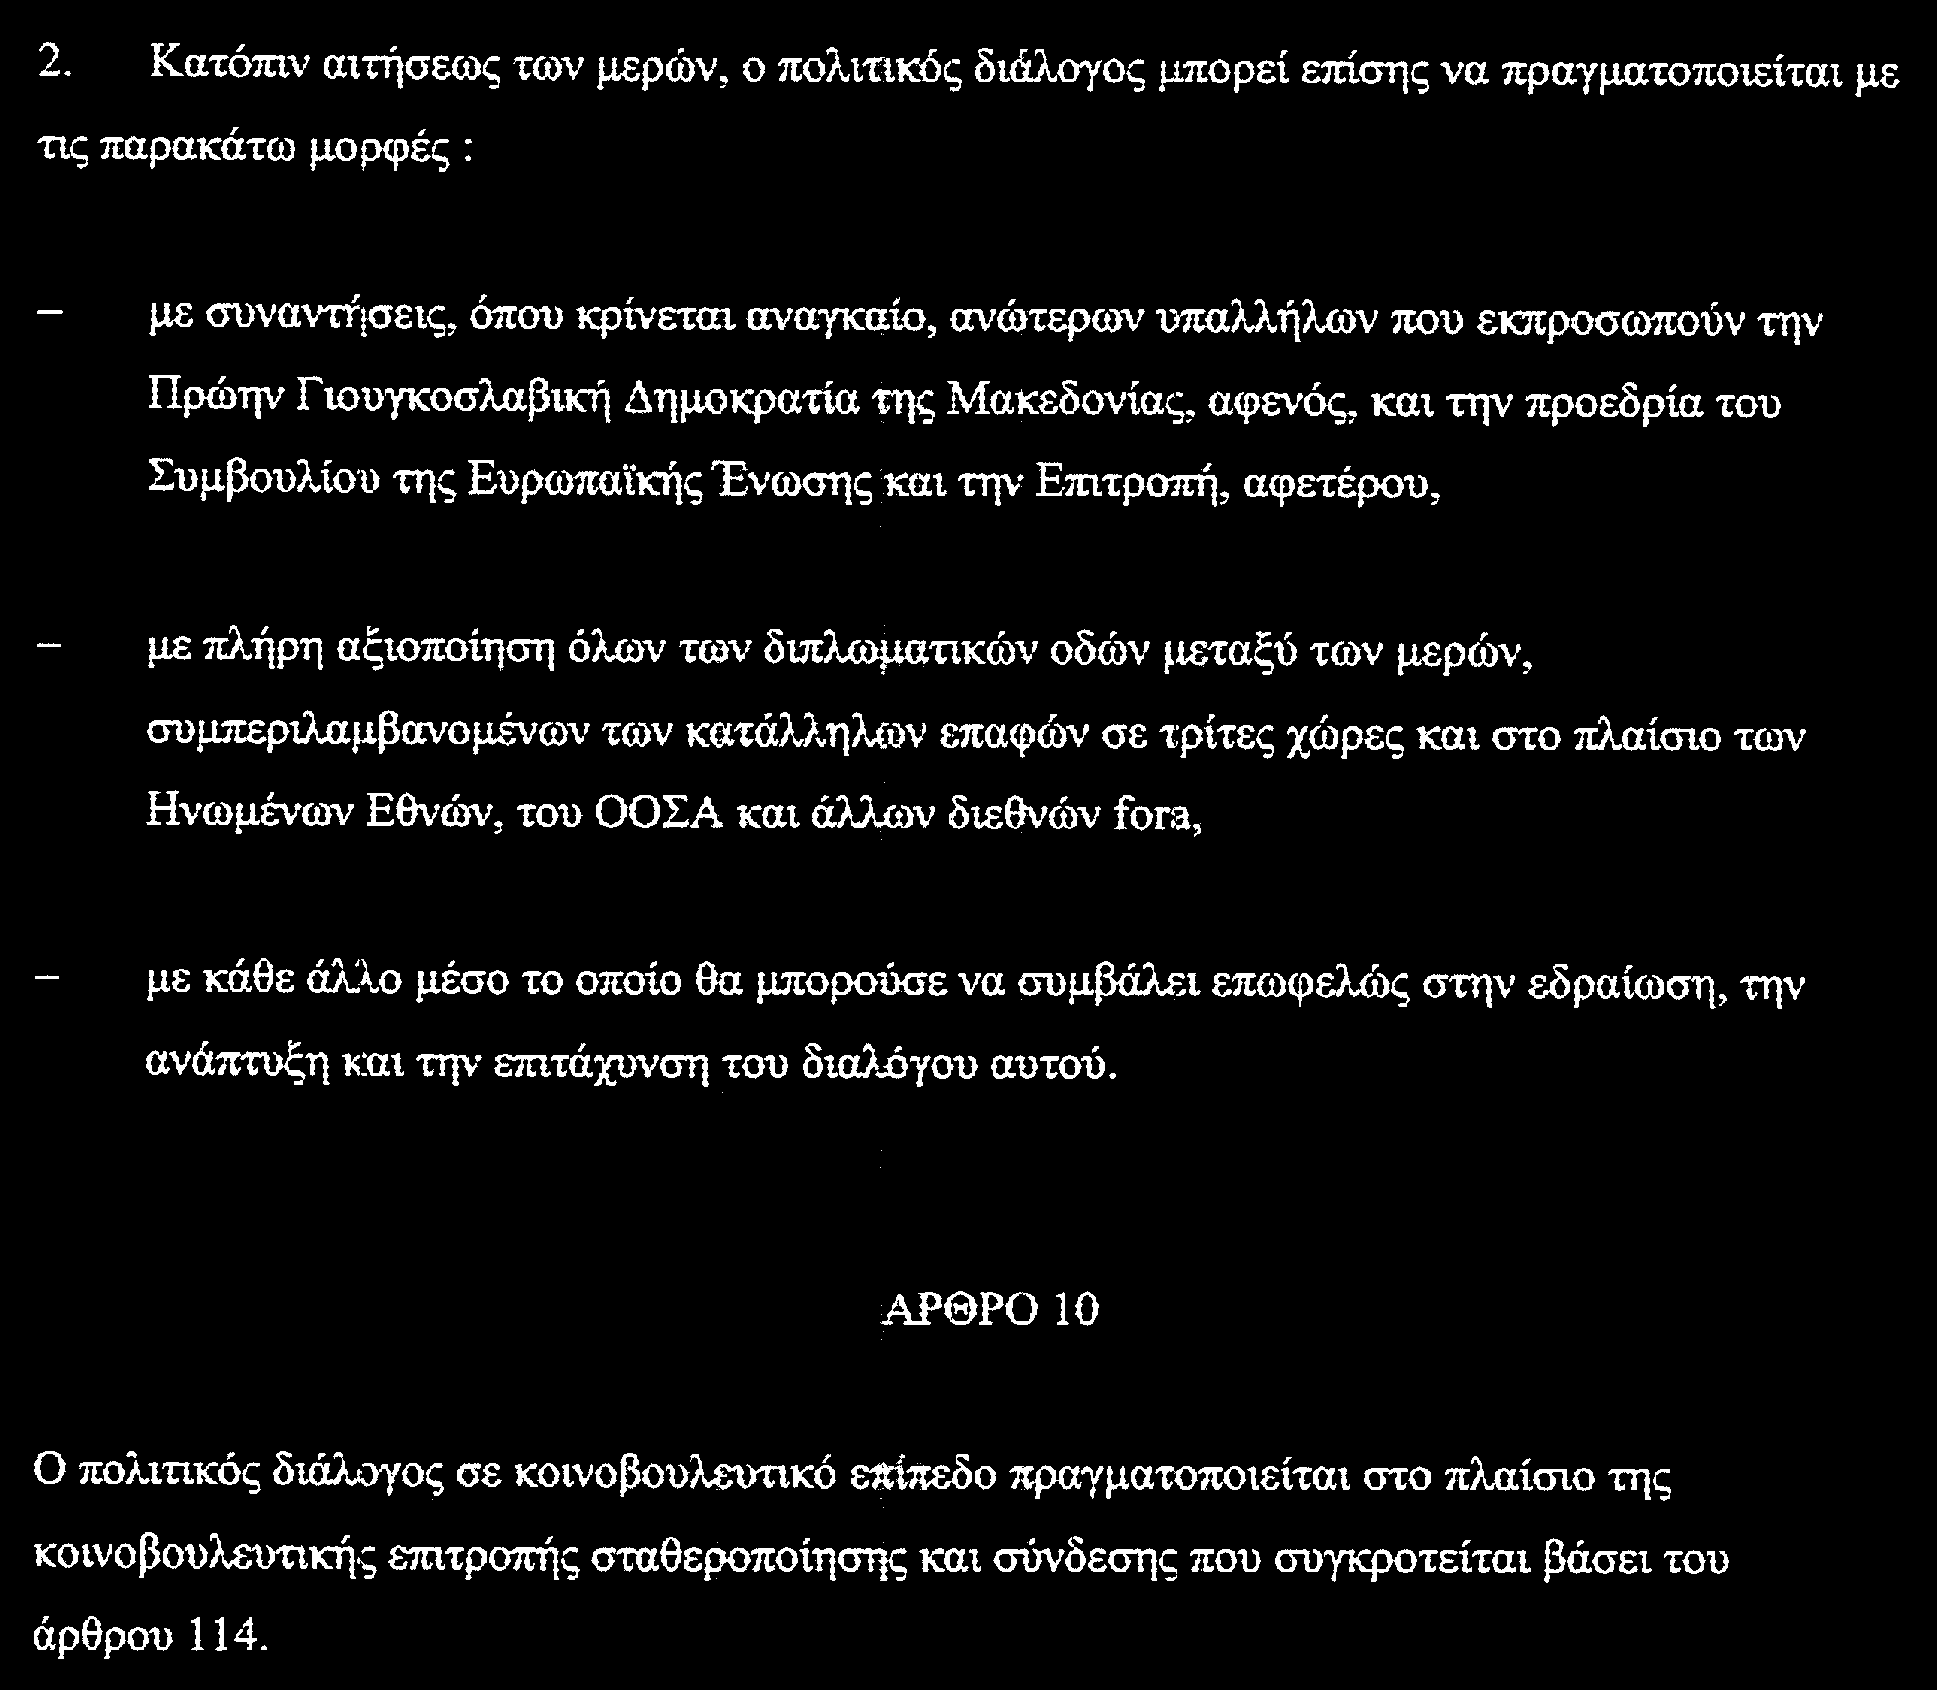 2. Κατόπιν αιτήσεως των μερών, ο πολιτικός διάλογος μπορεί επίσης να πραγματοποιείται με
τις παρακάτω μορφές :
– με συναντήσεις, όπου κρίνεται αναγκαίο, ανώτερων υπαλλήλων που εκπροσωπούν την
Πρώην Γιουγκοσλαβική Δημοκρατία της Μακεδονίας, αφενός, και την προεδρία του
Συμβουλίου της Ευρωπαϊκής Ένωσης και την Επιτροπή, αφετέρου,
– με πλήρη αξιοποίηση όλων των διπλωματικών οδών μεταξύ των μερών,
συμπεριλαμβανομένων των κατάλληλων επαφών σε τρίτες χώρες και στο πλαίσιο των
Ηνωμένων Εθνών, του ΟΟΣΑ και άλλων διεθνών fora,
– με κάθε άλλο μέσο το οποίο θα μπορούσε να συμβάλει επωφελώς στην εδραίωση, την
ανάπτυξη και την επιτάχυνση του διαλόγου αυτού.
ΑΡΘΡΟ 10
Ο πολιτικός διάλογος σε κοινοβουλευτικό επίπεδο πραγματοποιείται στο πλαίσιο της
κοινοβουλευτικής επιτροπής σταθεροποίησης και σύνδεσης που συγκροτείται βάσει του
άρθρου 114.